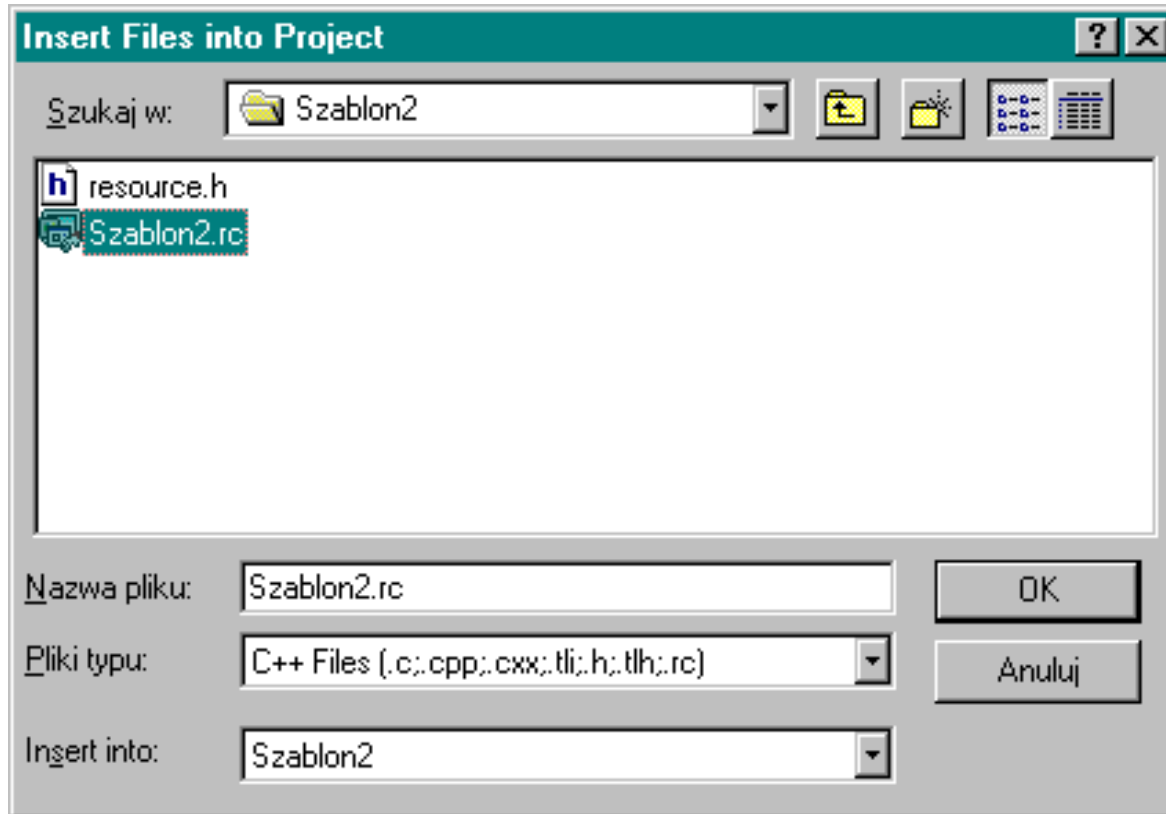 Insert Files into Project
Szukaj w: Szablon2
resource.h
Szablon2.rc
Nazwa pliku: Szablon2.rc OK
Pliki typu: C++ Files (.c;.cpp;.cxx;.tli;.h;.tlh;.rc) Anuluj
Insert into: Szablon2